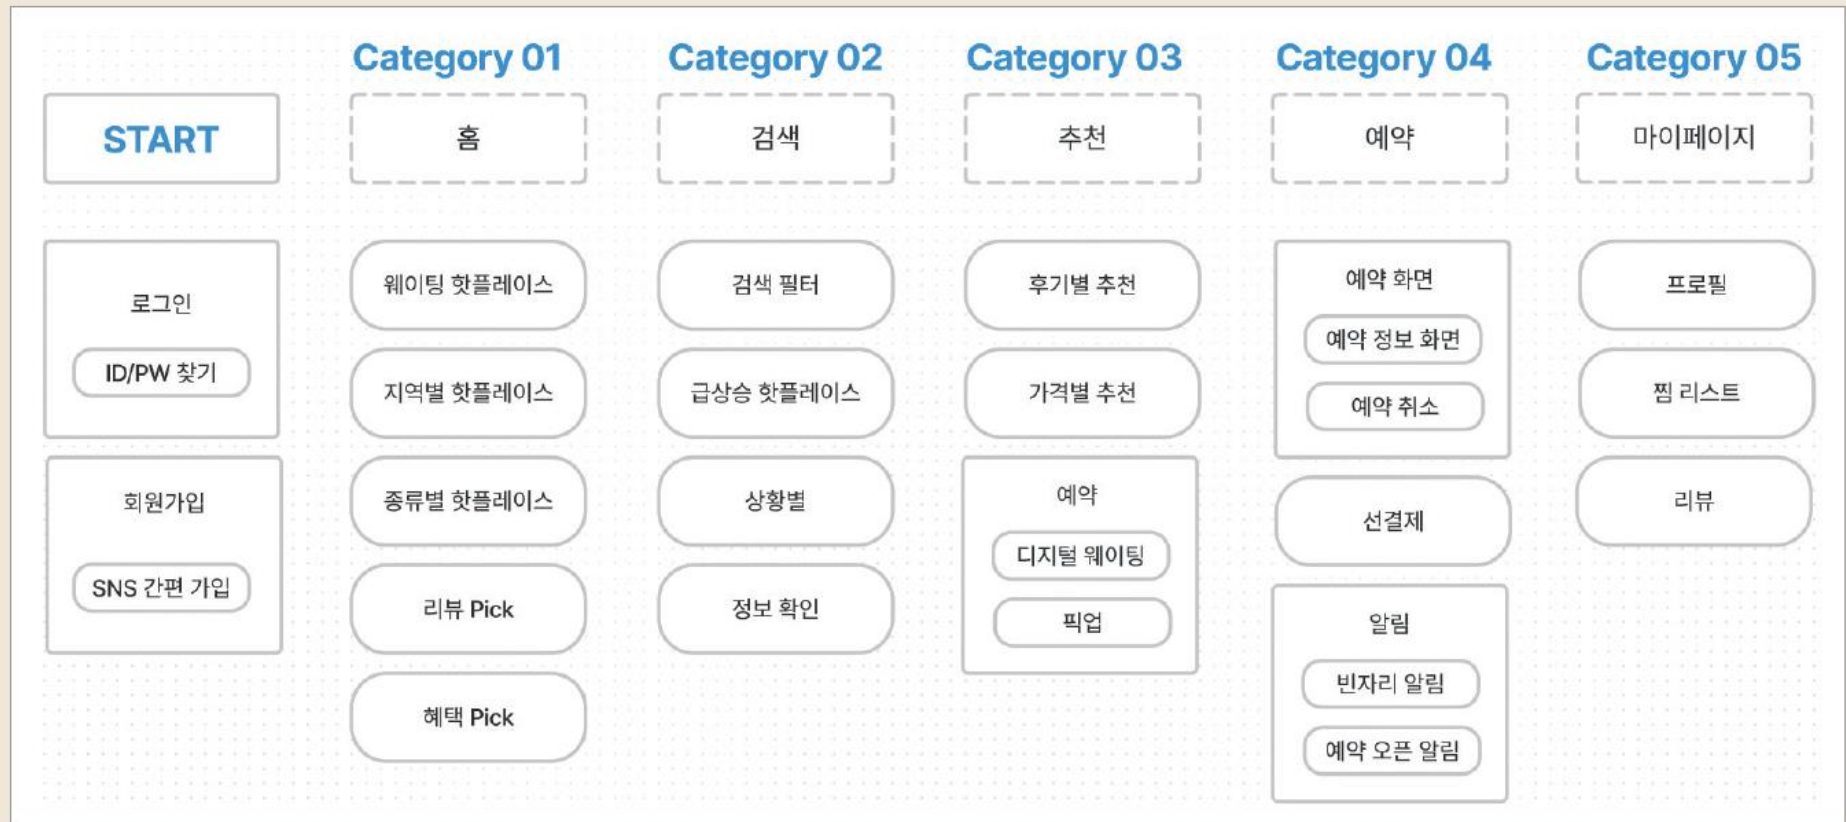 START
로그인
ID/PW 찾기
회원가입
SNS 간편 가입
Category 01
홈
웨이팅 핫플레이스
지역별 핫플레이스
종류별 핫플레이스
리뷰 Pick
혜택 Pick
Category 02
검색
검색 필터
급상승 핫플레이스
상황별
정보 확인
Category 03
추천
후기별 추천
가격별 추천
예약
디지털 웨이팅
픽업
Category 04
예약
예약 화면
예약 정보 화면
예약 취소
선결제
알림
빈자리 알림
예약 오픈 알림
Category 05
마이페이지
프로필
찜 리스트
리뷰